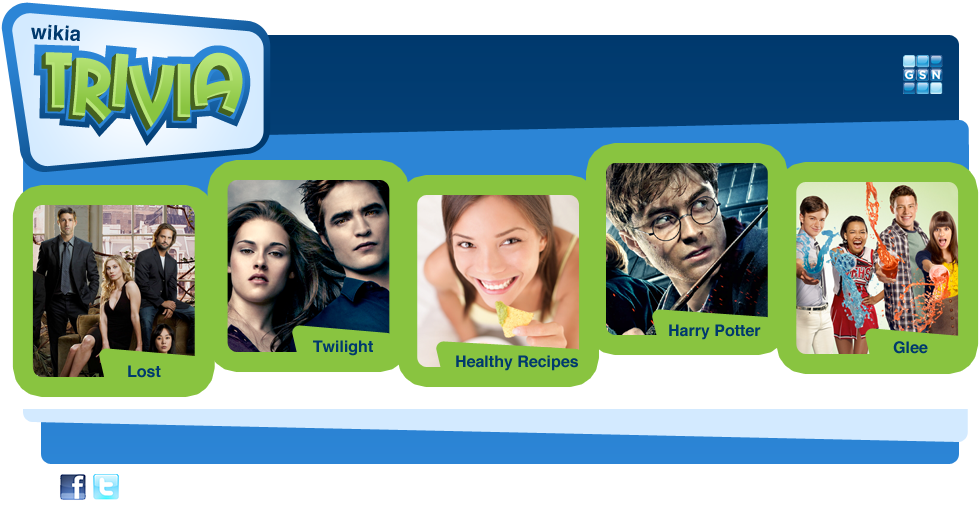 wikia
TRIVIA
GSN
Lost
Twilight
Healthy Recipes
Harry Potter
Glee